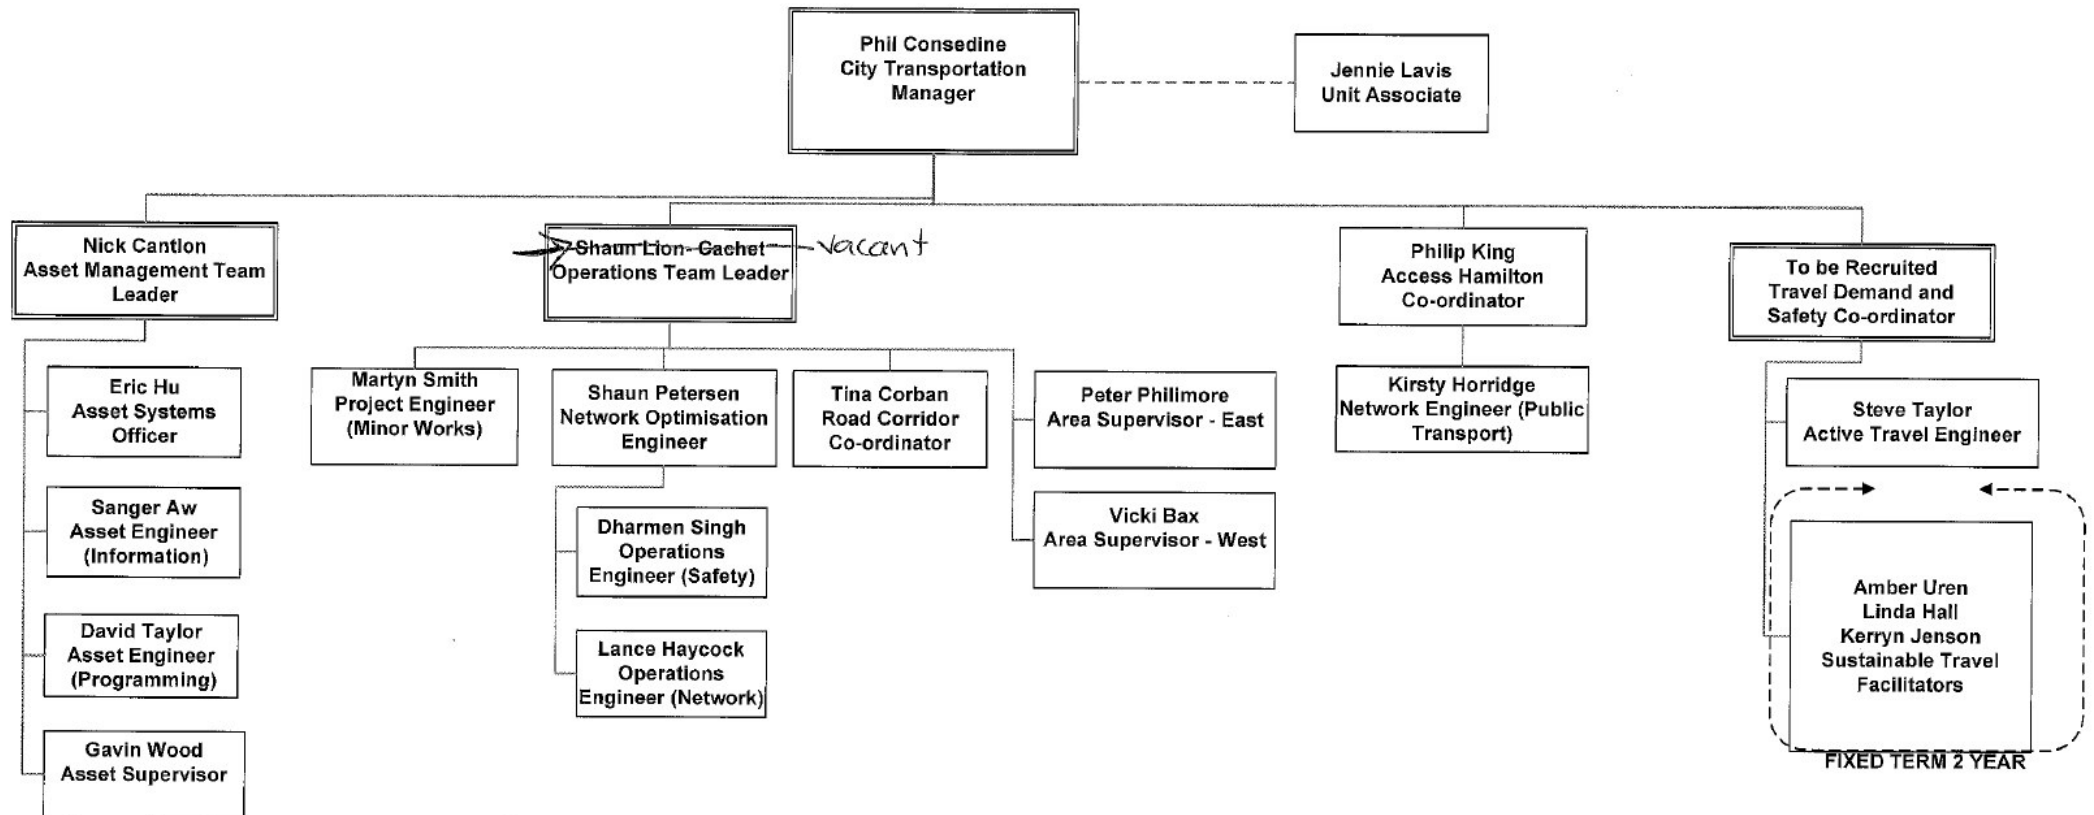 Phil Consedine
City Transportation
Manager
Jennie Lavis
Unit Associate
Nick Cantlon
Asset Management Team
Leader
Shaun Lion- Cachet
vacant
Operations Team Leader
Philip King
Access Hamilton
Co-ordinator
To be Recruited
Travel Demand and
Safety Co-ordinator
Eric Hu
Asset Systems
Officer
Sanger Aw
Asset Engineer
(Information)
David Taylor
Asset Engineer
(Programming)
Gavin Wood
Asset Supervisor
Martyn Smith
Project Engineer
(Minor Works)
Shaun Petersen
Network Optimisation
Engineer
Dharmen Singh
Operations
Engineer (Safety)
Lance Haycock
Operations
Engineer (Network)
Tina Corban
Road Corridor
Co-ordinator
Peter Philimore
Area Supervisor - East
Vicki Bax
Area Supervisor - West
Kirsty Horridge
Network Engineer (Public
Transport)
Steve Taylor
Active Travel Engineer
Amber Uren
Linda Hall
Kerryn Jenson
Sustainable Travel
Facilitators
FIXED TERM 2 YEAR